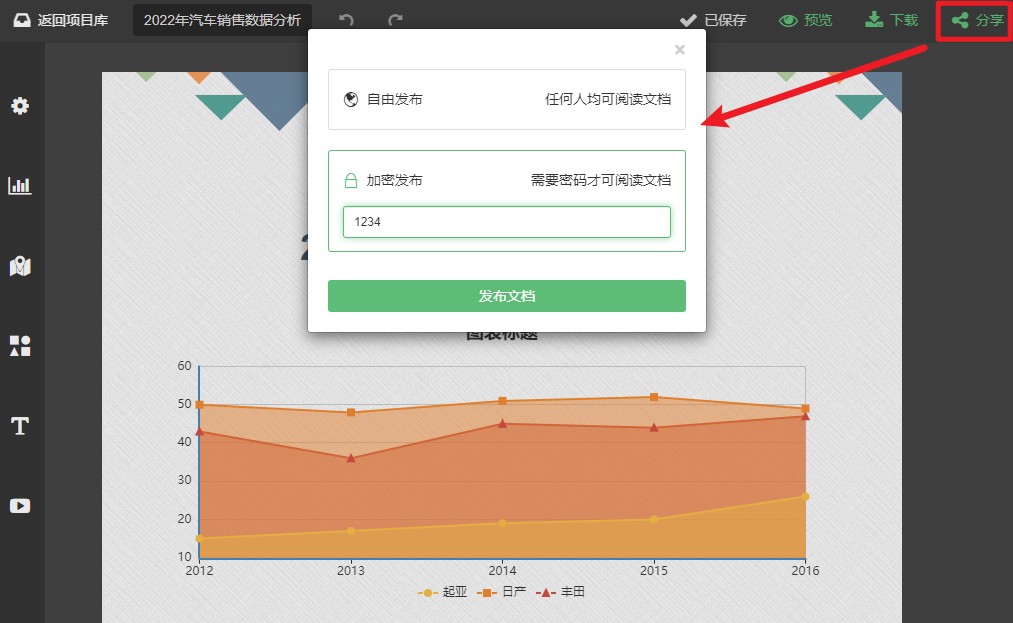 返回项目库
2022年汽车销售数据分析
已保存
预览
下载
分享
×
自由发布
任何人均可阅读文档
加密发布
需要密码才可阅读文档
1234
发布文档
图表标题
60
50
40
30
20
10
2012
2013
2014
2015
2016
起亚
日产
丰田